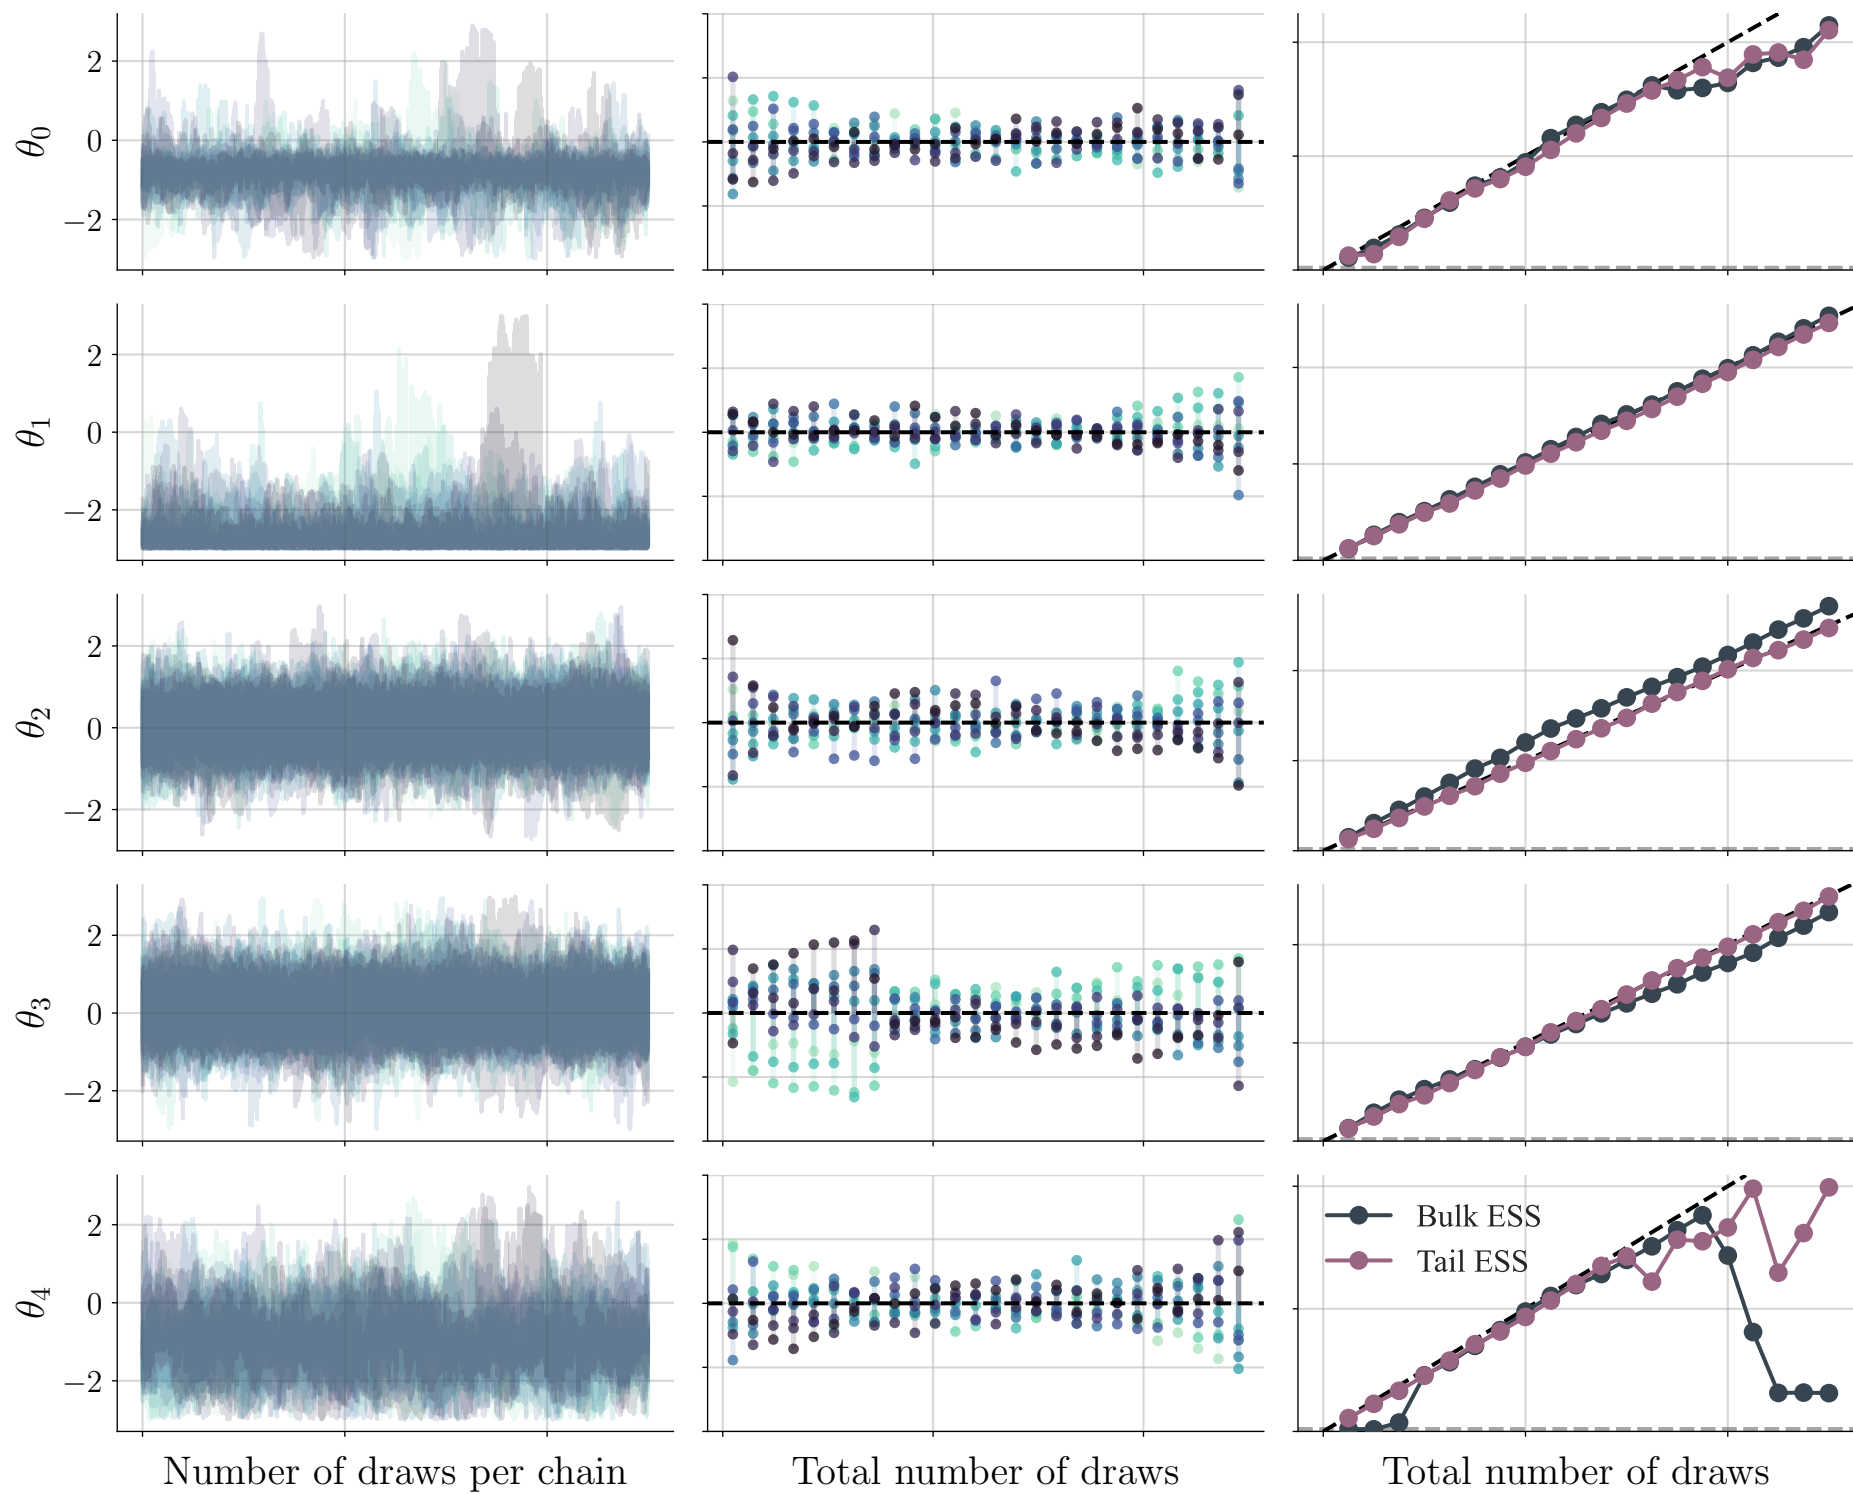 θ0
2
0
−2
θ1
2
0
−2
θ2
2
0
−2
θ3
2
0
−2
θ4
2
0
−2
Bulk ESS
Tail ESS
Number of draws per chain
Total number of draws
Total number of draws